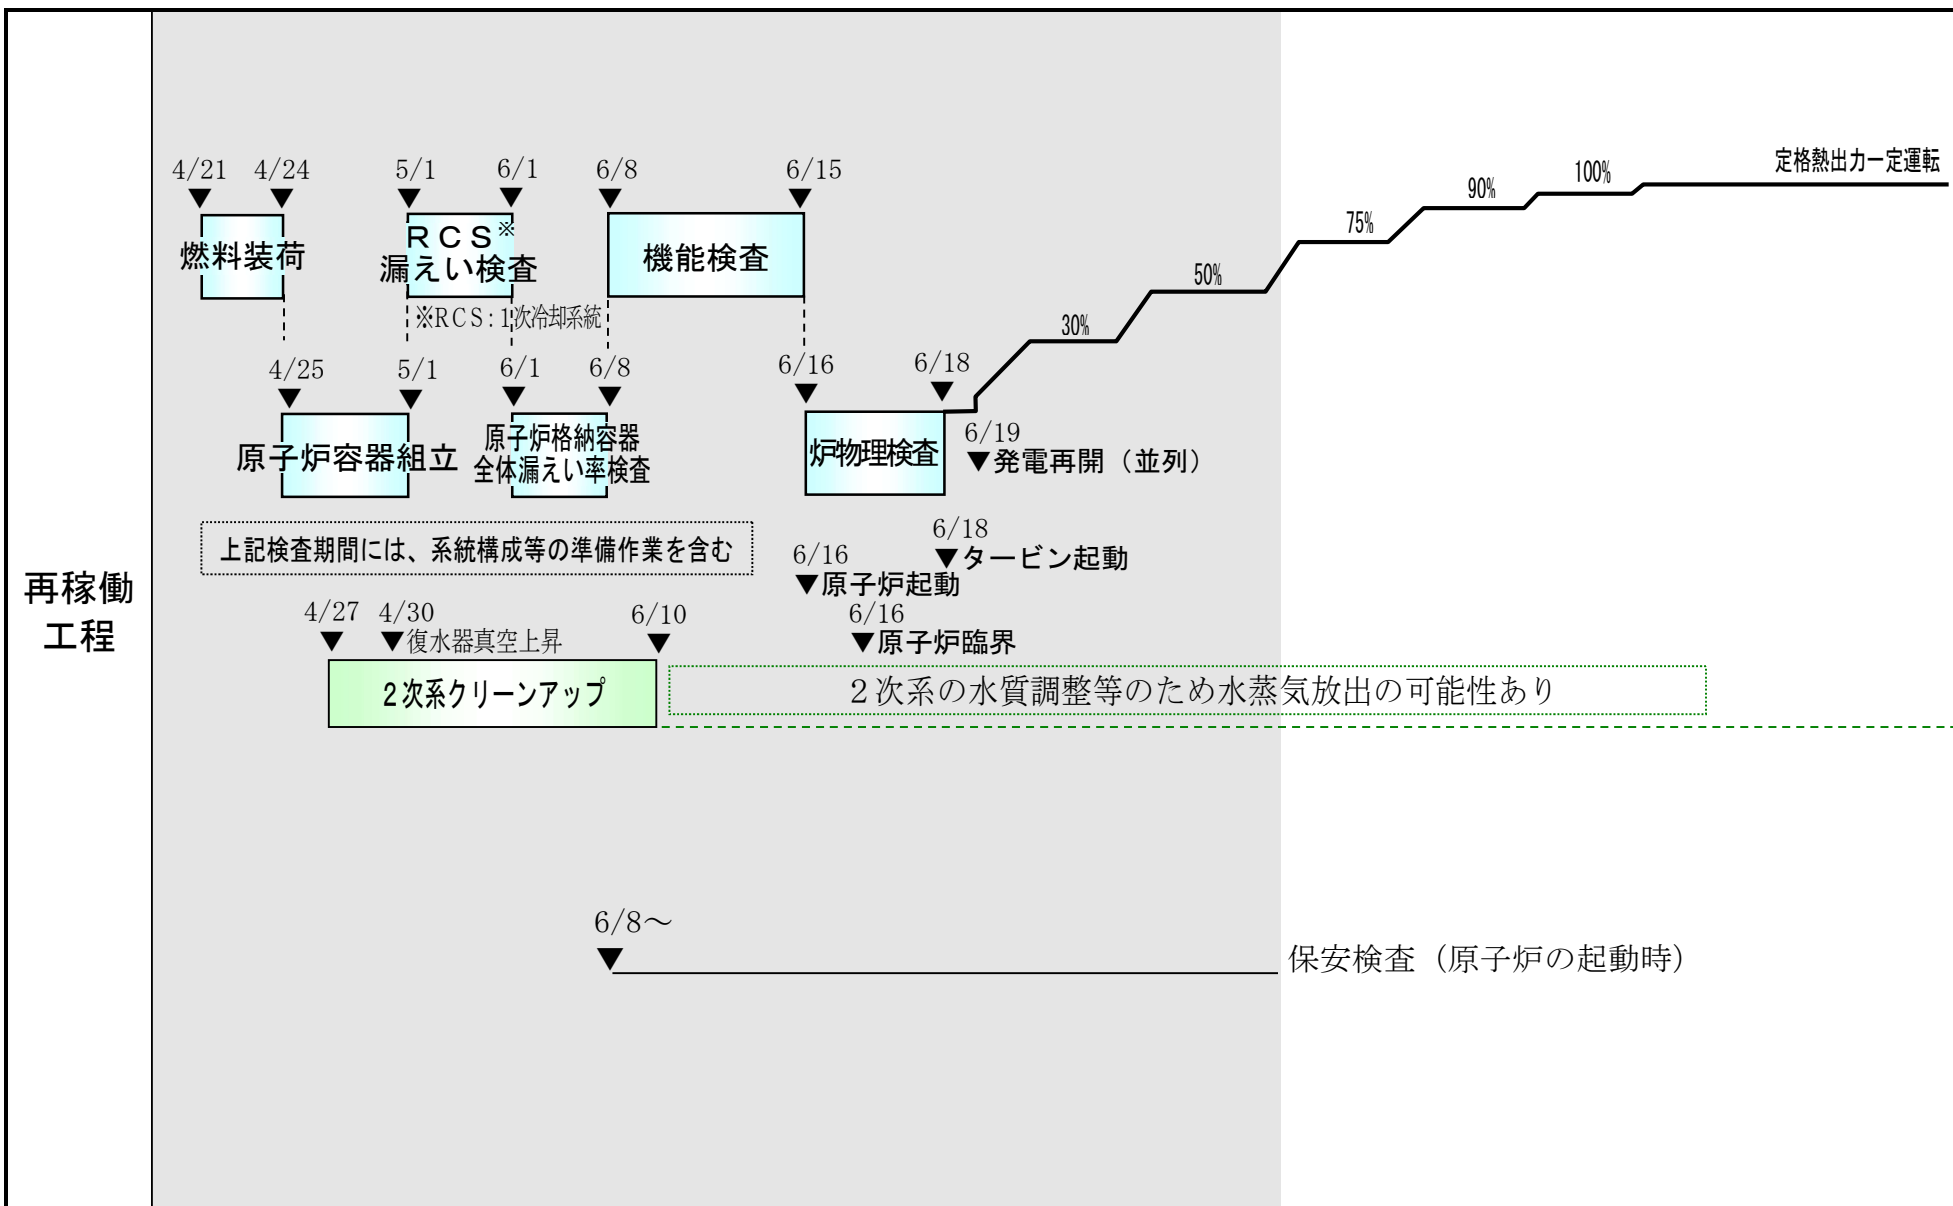 再稼働
工程
4/21
4/24
5/1
6/1
6/8
6/15
燃料装荷
ＲＣＳ※
漏えい検査
※RCS：1次冷却系統
機能検査
4/25
5/1
6/1
6/8
6/16
6/18
原子炉容器組立
原子炉格納容器
全体漏えい率検査
炉物理検査
30%
50%
75%
90%
100%
定格熱出力一定運転
6/19
▼発電再開（並列）
上記検査期間には、系統構成等の準備作業を含む
6/18
▼タービン起動
6/16
▼原子炉起動
6/16
▼原子炉臨界
4/27
4/30
▼復水器真空上昇
6/10
２次系クリーンアップ
２次系の水質調整等のため水蒸気放出の可能性あり
6/8～
保安検査（原子炉の起動時）